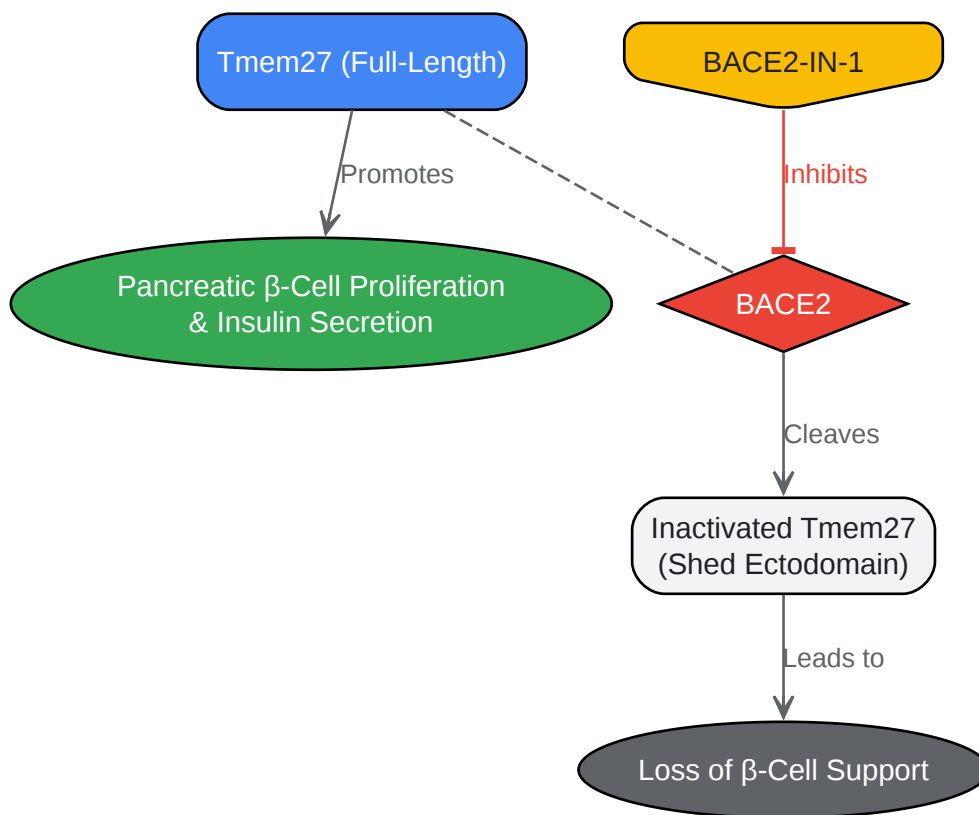 Tmem27 (Full-Length)
BACE2-IN-1
Promotes
Inhibits
Pancreatic β-Cell Proliferation
& Insulin Secretion
BACE2
Cleaves
Inactivated Tmem27
(Shed Ectodomain)
Leads to
Loss of β-Cell Support